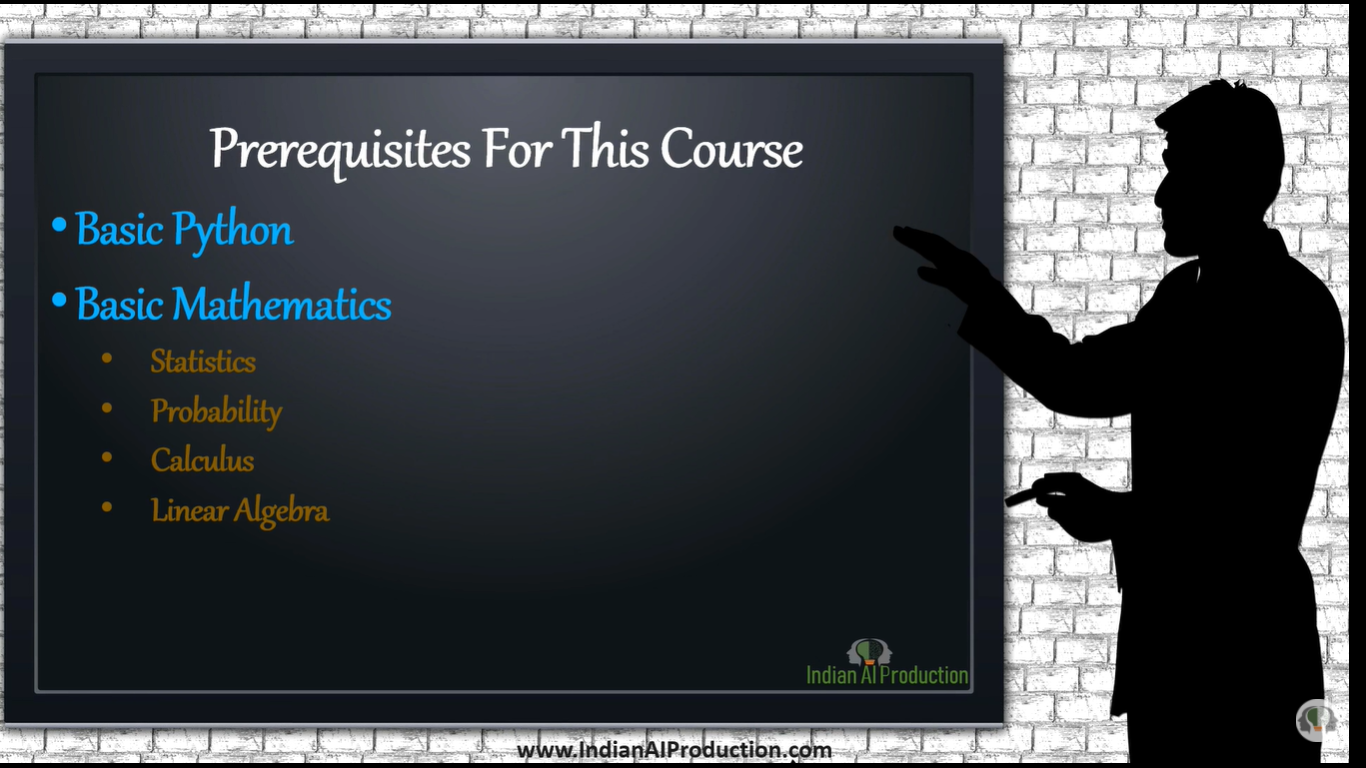 Prerequisites For This Course
• Basic Python
• Basic Mathematics
• Statistics
• Probability
• Calculus
• Linear Algebra
Indian AI Production
www.IndianAIProduction.com